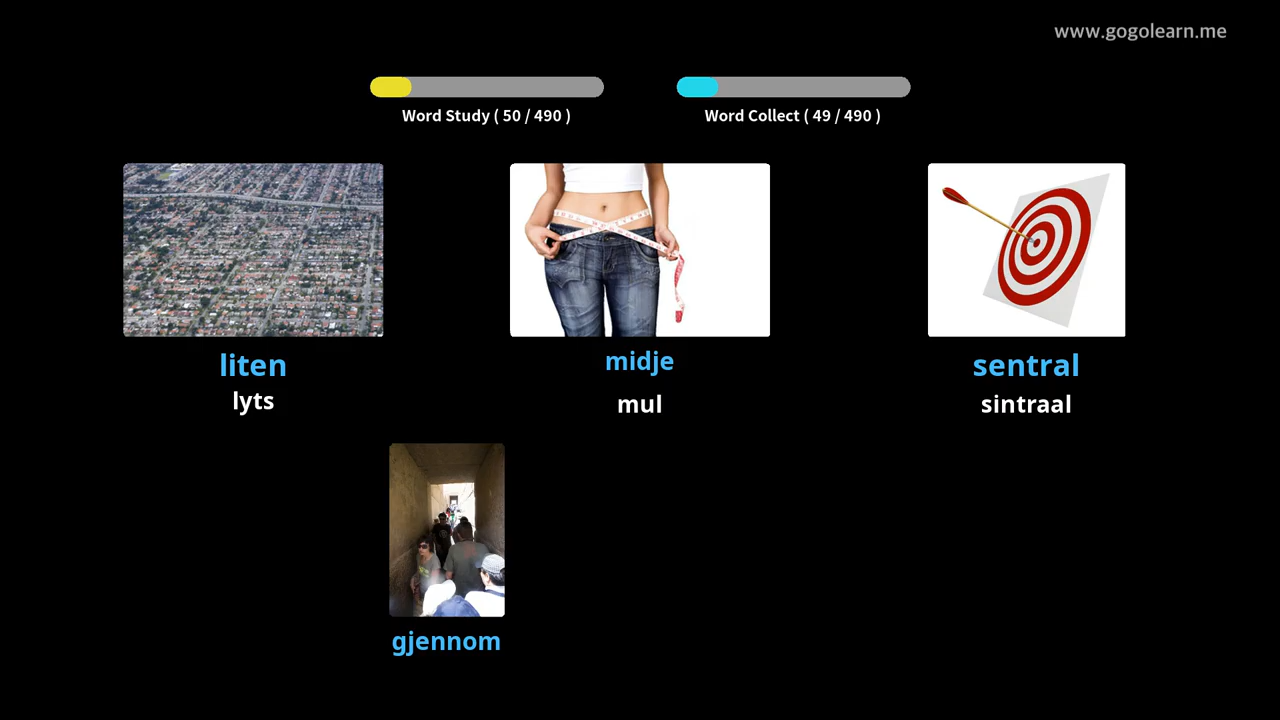 www.gogolearn.me
Word Study ( 50 / 490 )
Word Collect ( 49 / 490 )
liten
lyts
midje
mul
sentral
sintraal
gjennom